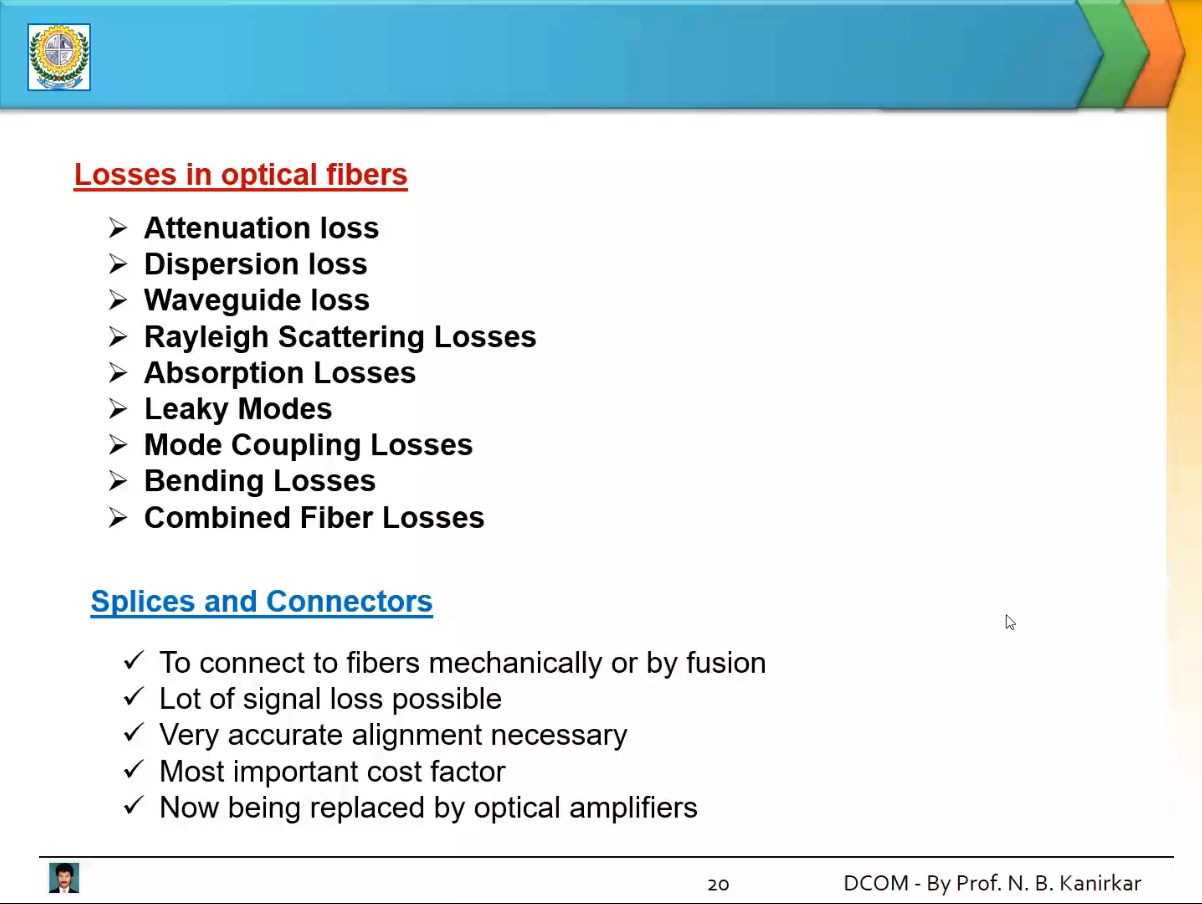 Losses in optical fibers
Attenuation loss
Dispersion loss
Waveguide loss
Rayleigh Scattering Losses
Absorption Losses
Leaky Modes
Mode Coupling Losses
Bending Losses
Combined Fiber Losses
Splices and Connectors
To connect to fibers mechanically or by fusion
Lot of signal loss possible
Very accurate alignment necessary
Most important cost factor
Now being replaced by optical amplifiers
20
DCOM - By Prof. N. B. Kanirkar